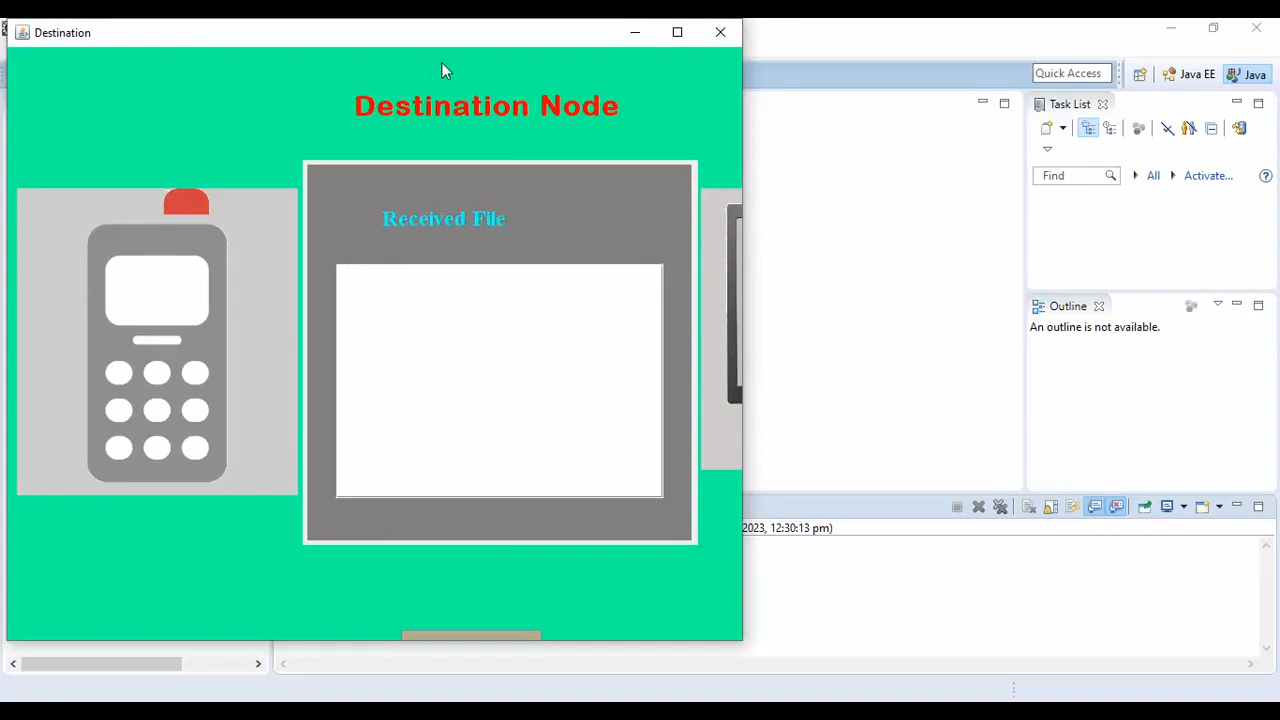 Destination
Destination Node
Received File
Quick Access
Java EE
Java
Task List
Find
All
Activate...
Outline
An outline is not available.
2023, 12:30:13 pm)